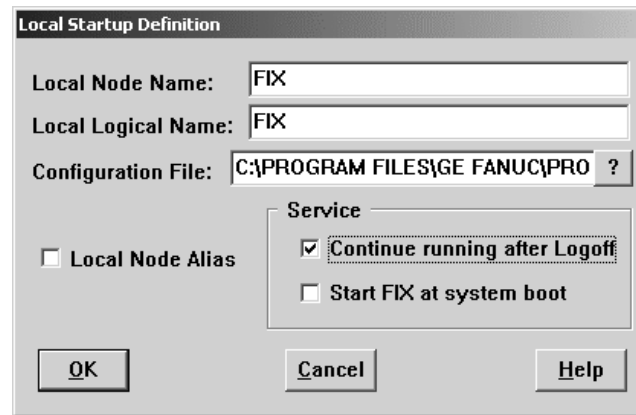 Local Startup Definition
Local Node Name: FIX
Local Logical Name: FIX
Configuration File: C:\PROGRAM FILES\GE FANUC\PRO ?
Service
Local Node Alias
Continue running after Logoff
Start FIX at system boot
OK Cancel Help